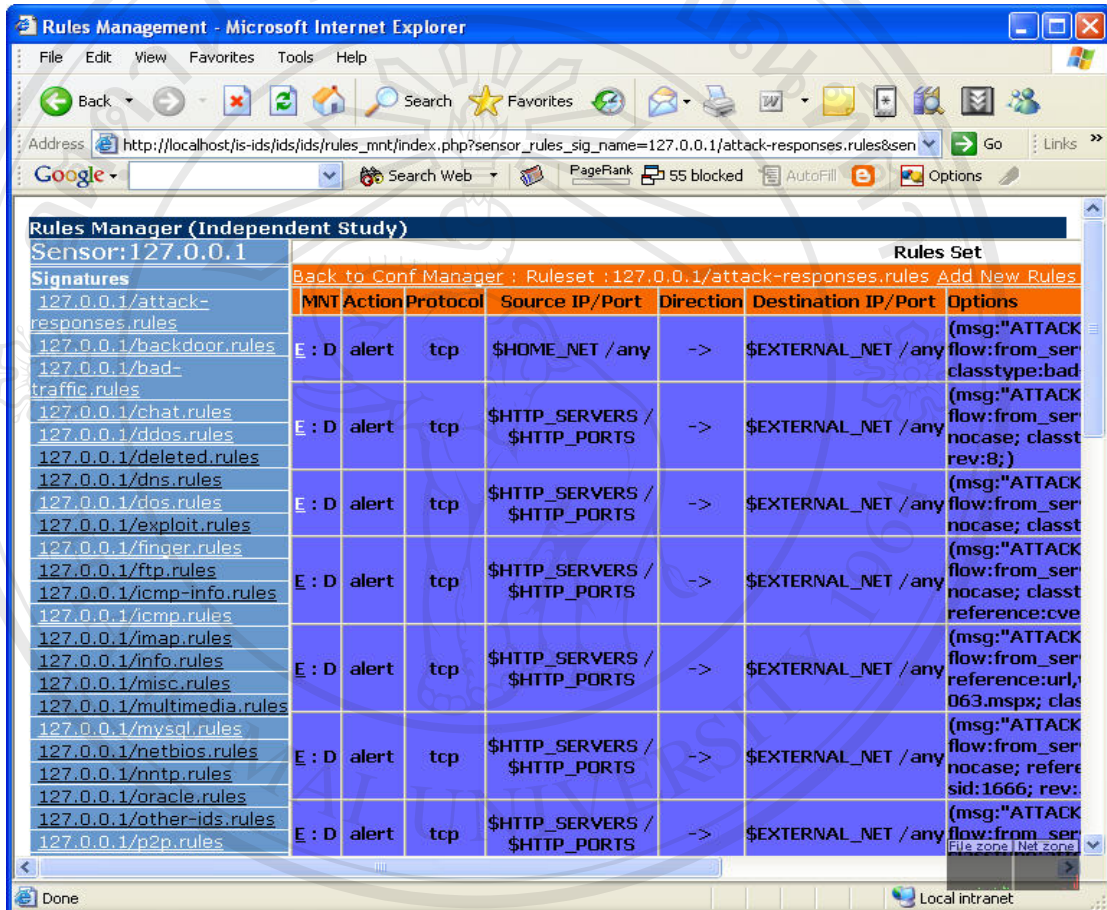 Rules Management - Microsoft Internet Explorer
File Edit View Favorites Tools Help
Back Search Favorites
Address http://localhost/is-ids/ids/ids/rules_mnt/index.php?sensor_rules_sig_name=127.0.0.1/attack-responses.rules&sen Go Links »
Google Search Web PageRank 55 blocked AutoFill Options
Rules Manager (Independent Study)
Sensor:127.0.0.1
Signatures
127.0.0.1/attack-
responses.rules
127.0.0.1/backdoor.rules
127.0.0.1/bad-
traffic.rules
127.0.0.1/chat.rules
127.0.0.1/ddos.rules
127.0.0.1/deleted.rules
127.0.0.1/dns.rules
127.0.0.1/dos.rules
127.0.0.1/exploit.rules
127.0.0.1/finger.rules
127.0.0.1/ftp.rules
127.0.0.1/icmp-info.rules
127.0.0.1/icmp.rules
127.0.0.1/imap.rules
127.0.0.1/info.rules
127.0.0.1/misc.rules
127.0.0.1/multimedia.rules
127.0.0.1/mysql.rules
127.0.0.1/netbios.rules
127.0.0.1/nntp.rules
127.0.0.1/oracle.rules
127.0.0.1/other-ids.rules
127.0.0.1/p2p.rules
Rules Set
Back to Conf Manager : Ruleset :127.0.0.1/attack-responses.rules Add New Rules
MNT Action Protocol Source IP/Port Direction Destination IP/Port Options
E : D alert tcp $HOME_NET / any -> $EXTERNAL_NET / any
(msg:"ATTACK
flow:from_ser
classtype:bad
E : D alert tcp $HTTP_SERVERS /
$HTTP_PORTS -> $EXTERNAL_NET / any
(msg:"ATTACK
flow:from_ser
nocase; classt
rev:8;)
E : D alert tcp $HTTP_SERVERS /
$HTTP_PORTS -> $EXTERNAL_NET / any
(msg:"ATTACK
flow:from_ser
nocase; classt
E : D alert tcp $HTTP_SERVERS /
$HTTP_PORTS -> $EXTERNAL_NET / any
(msg:"ATTACK
flow:from_ser
nocase; classt
reference:cve
E : D alert tcp $HTTP_SERVERS /
$HTTP_PORTS -> $EXTERNAL_NET / any
(msg:"ATTACK
flow:from_ser
reference:url,
063.mspx; clas
E : D alert tcp $HTTP_SERVERS /
$HTTP_PORTS -> $EXTERNAL_NET / any
(msg:"ATTACK
flow:from_ser
nocase; refere
sid:1666; rev:
E : D alert tcp $HTTP_SERVERS /
$HTTP_PORTS -> $EXTERNAL_NET / any
(msg:"ATTACK
flow:from_ser
File zone Net zone
Done Local intranet